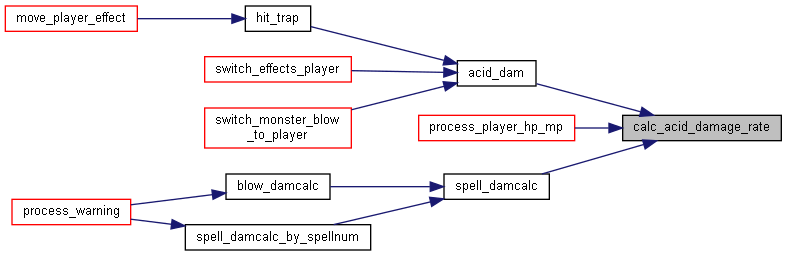 move_player_effect
hit_trap
switch_effects_player
acid_dam
switch_monster_blow
_to_player
process_player_hp_mp
calc_acid_damage_rate
blow_damcalc
spell_damcalc
process_warning
spell_damcalc_by_spellnum